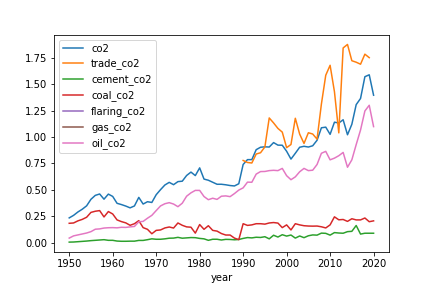 co2
trade_co2
cement_co2
coal_co2
flaring_co2
gas_co2
oil_co2
1.75
1.50
1.25
1.00
0.75
0.50
0.25
0.00
1950 1960 1970 1980 1990 2000 2010 2020
year